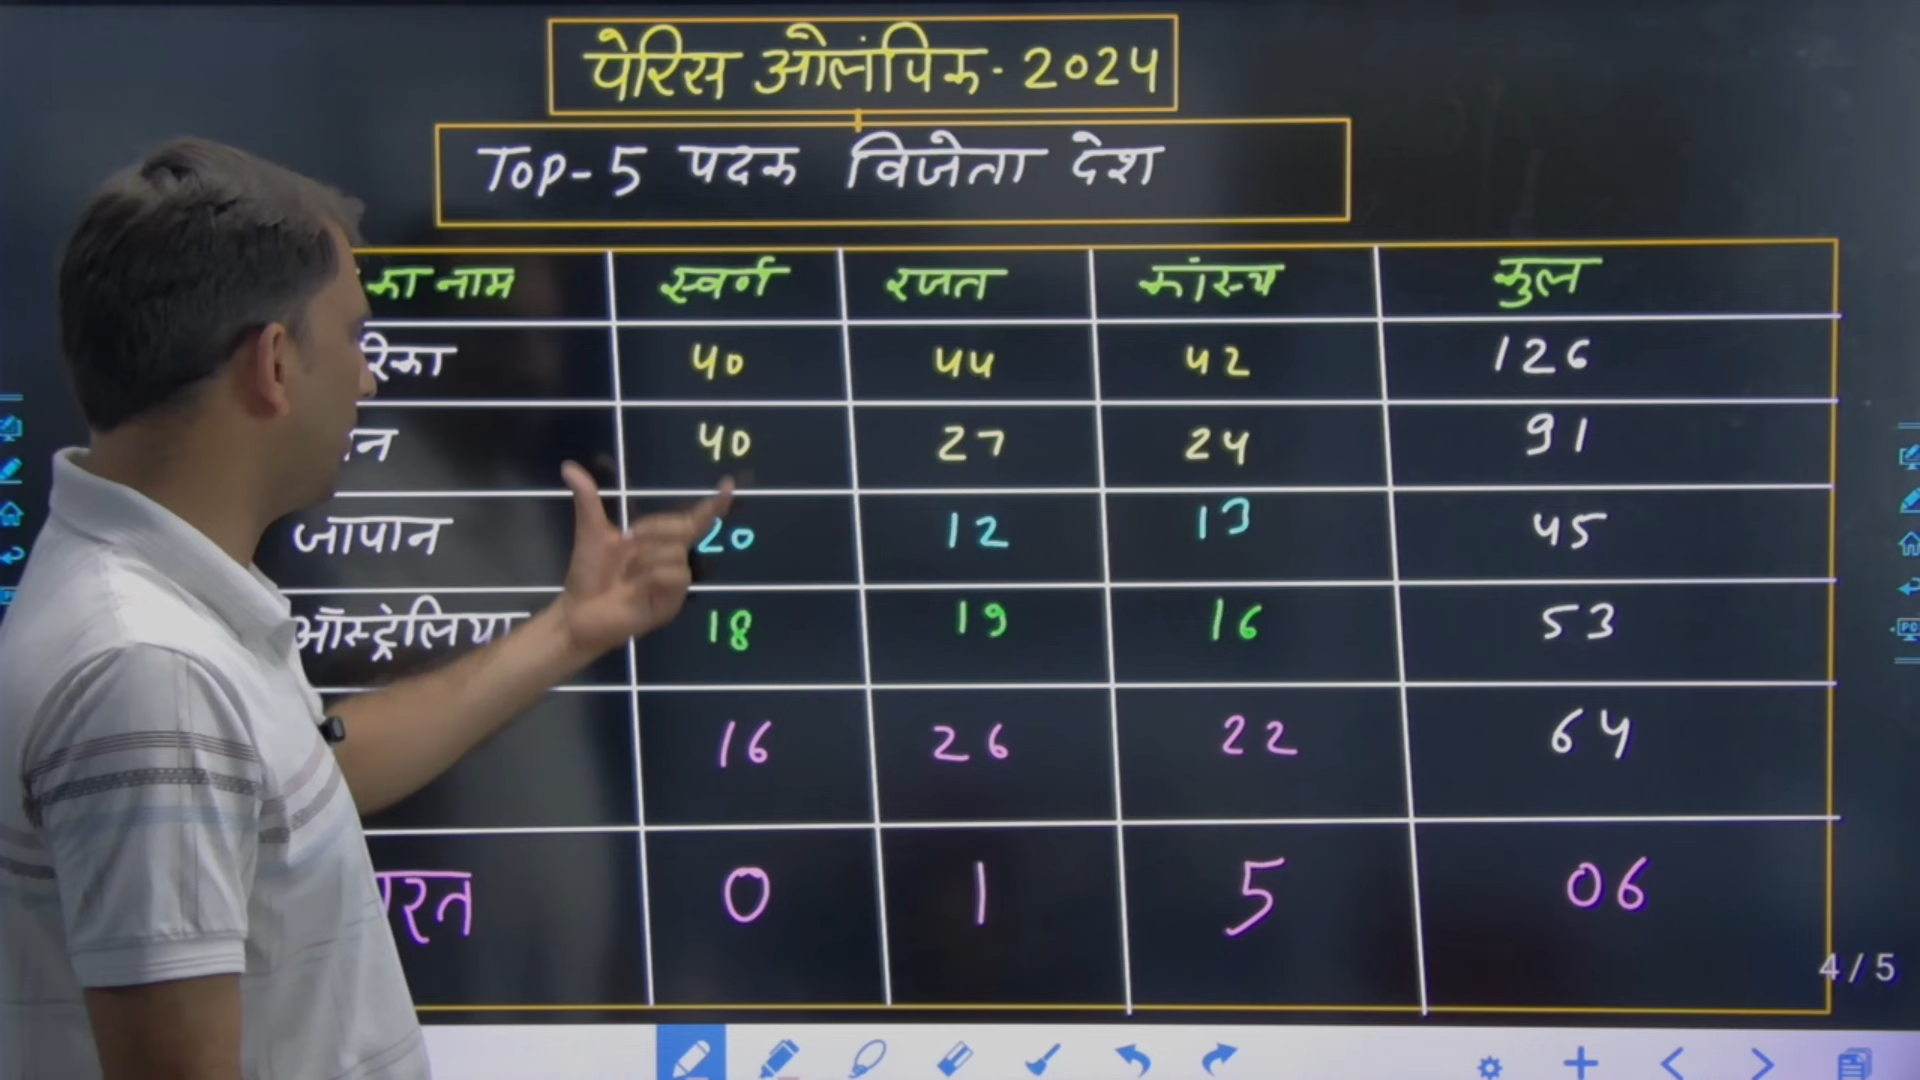 पेरिस ओलंपिक - 2024
TOP-5 पदक विजेता देश
का नाम स्वर्ण रजत कांस्य कुल
रिका 40 44 42 126
न 40 27 24 91
जापान 20 12 13 45
ऑस्ट्रेलिया 18 19 16 53
16 26 22 64
रत 0 1 5 06
4/5